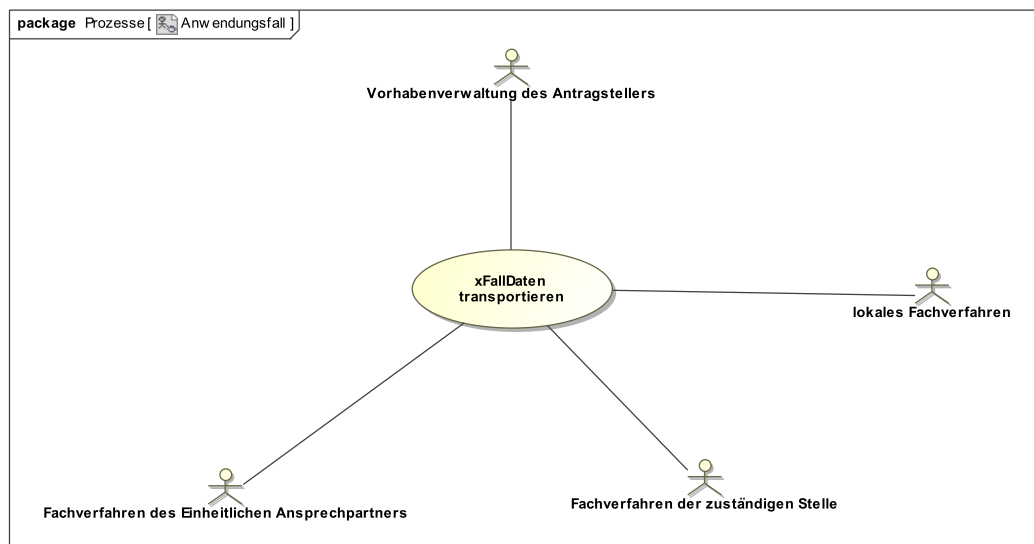 package Prozesse [ Anwendungsfall ]
Vorhabenverwaltung des Antragstellers
xFallDaten
transportieren
lokales Fachverfahren
Fachverfahren der zuständigen Stelle
Fachverfahren des Einheitlichen Ansprechpartners